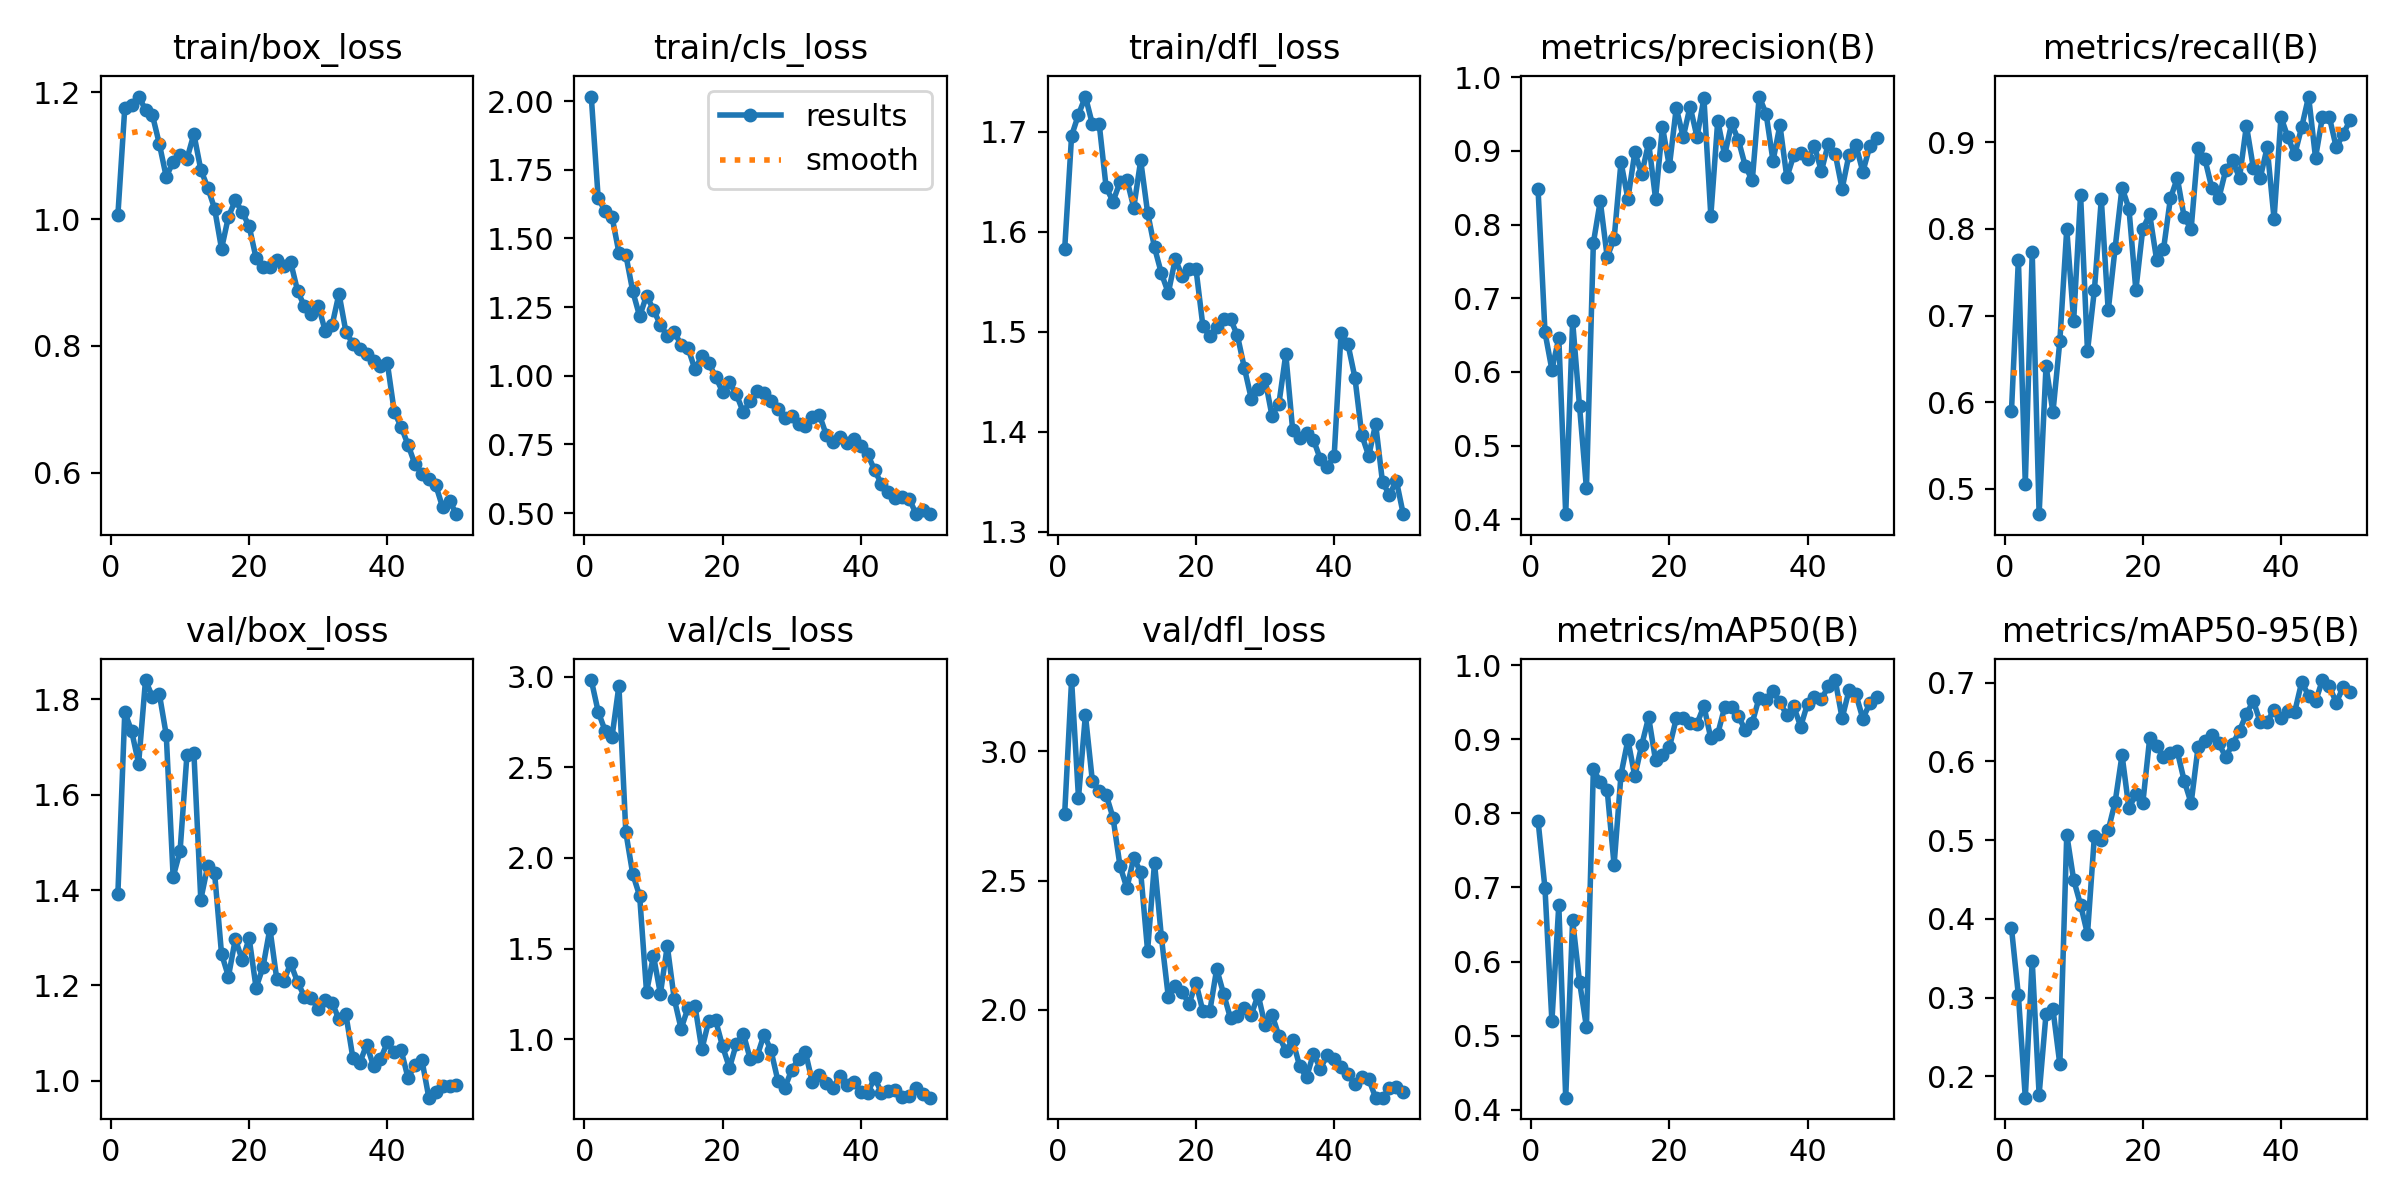 train/box_loss
1.2
1.0
0.8
0.6
0 20 40
train/cls_loss
results
smooth
2.00
1.75
1.50
1.25
1.00
0.75
0.50
0 20 40
train/dfl_loss
1.7
1.6
1.5
1.4
1.3
0 20 40
metrics/precision(B)
1.0
0.9
0.8
0.7
0.6
0.5
0.4
0 20 40
metrics/recall(B)
0.9
0.8
0.7
0.6
0.5
0 20 40
val/box_loss
1.8
1.6
1.4
1.2
1.0
0 20 40
val/cls_loss
3.0
2.5
2.0
1.5
1.0
0 20 40
val/dfl_loss
3.0
2.5
2.0
0 20 40
metrics/mAP50(B)
1.0
0.9
0.8
0.7
0.6
0.5
0.4
0 20 40
metrics/mAP50-95(B)
0.7
0.6
0.5
0.4
0.3
0.2
0 20 40